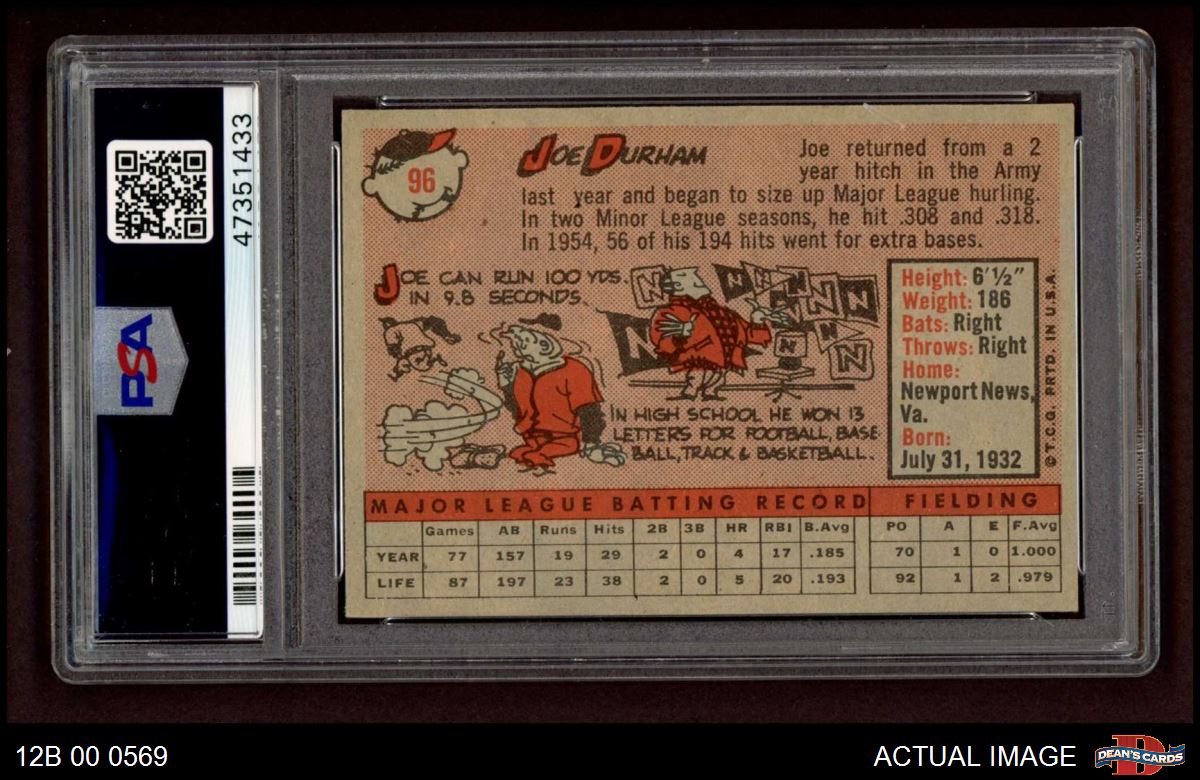 PSA
47351433
96
JOE DURHAM
Joe returned from a 2
year hitch in the Army
last year and began to size up Major League hurling.
In two Minor League seasons, he hit .308 and .318.
In 1954, 56 of his 194 hits went for extra bases.
JOE CAN RUN 100 YDS.
IN 9.8 SECONDS.
N N N N N N N N N N
IN HIGH SCHOOL HE WON 13
LETTERS FOR FOOTBALL, BASE
BALL, TRACK & BASKETBALL.
Height: 6'½"
Weight: 186
Bats: Right
Throws: Right
Home:
Newport News,
Va.
Born:
July 31, 1932
© T.C.G. PRTD. IN U.S.A.
MAJOR LEAGUE BATTING RECORD FIELDING
Games AB Runs Hits 2B 3B HR RBI B.Avg PO A E F.Avg
YEAR 77 157 19 29 2 0 4 17 .185 70 1 0 1.000
LIFE 87 197 23 38 2 0 5 20 .193 92 1 2 .979
12B 00 0569
ACTUAL IMAGE
DEAN'S CARDS